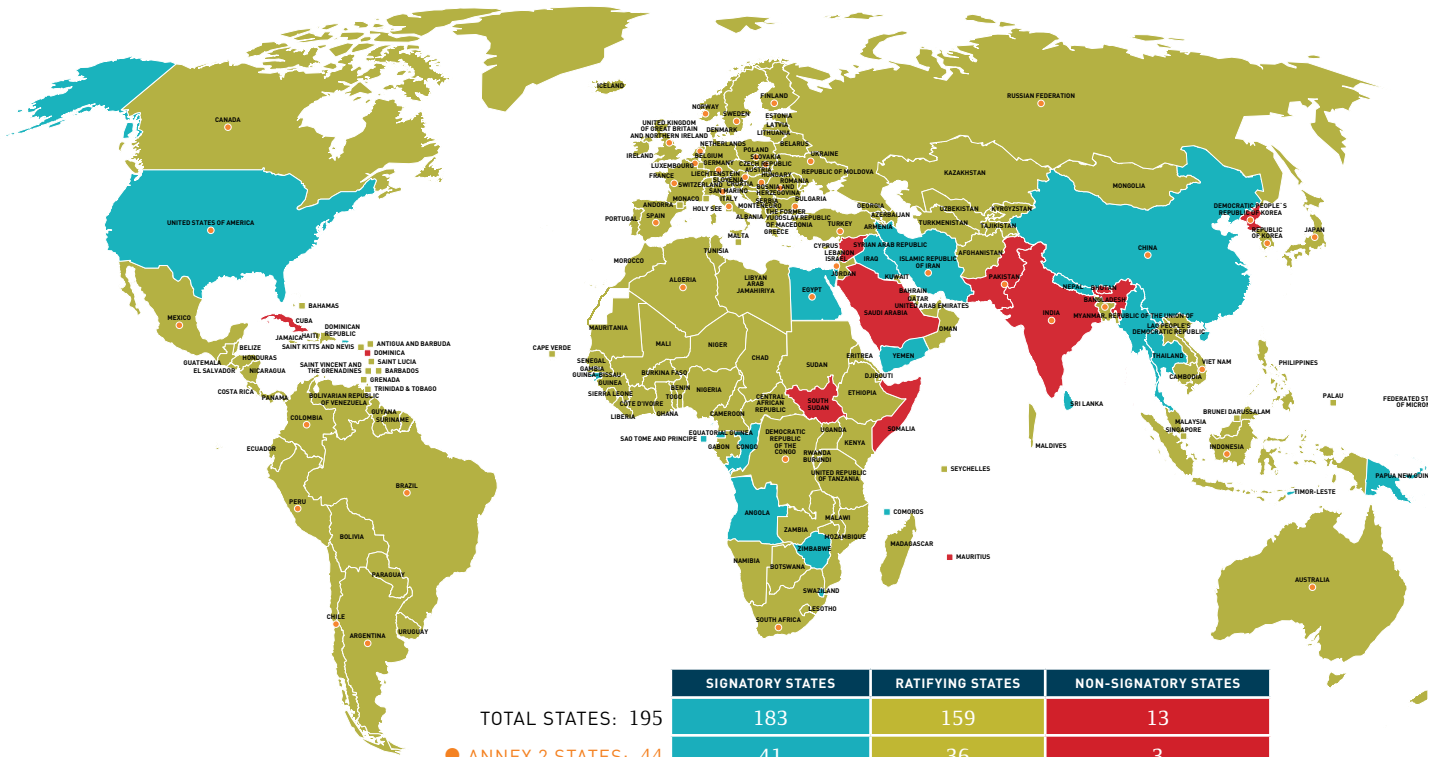 ICELAND
NORWAY
SWEDEN
FINLAND
ESTONIA
LATVIA
LITHUANIA
DENMARK
UNITED KINGDOM
OF GREAT BRITAIN
AND NORTHERN IRELAND
IRELAND
NETHERLANDS
BELGIUM
GERMANY
LUXEMBOURG
FRANCE
LIECHTENSTEIN
SWITZERLAND
POLAND
SLOVAKIA
CZECH REPUBLIC
AUSTRIA
HUNGARY
SLOVENIA
CROATIA
BOSNIA AND
HERZEGOVINA
ROMANIA
SAN MARINO
SERBIA
BELARUS
UKRAINE
REPUBLIC OF MOLDOVA
BULGARIA
MONACO
ITALY
MONTENEGRO
ANDORRA
HOLY SEE
ALBANIA
THE FORMER
YUGOSLAV REPUBLIC
OF MACEDONIA
GREECE
PORTUGAL
SPAIN
MALTA
RUSSIAN FEDERATION
KAZAKHSTAN
MONGOLIA
GEORGIA
AZERBAIJAN
ARMENIA
TURKEY
UZBEKISTAN
KYRGYZSTAN
TURKMENISTAN
TAJIKISTAN
AFGHANISTAN
CYPRUS
LEBANON
ISRAEL
SYRIAN ARAB REPUBLIC
IRAQ
ISLAMIC REPUBLIC
OF IRAN
JORDAN
KUWAIT
BAHRAIN
QATAR
UNITED ARAB EMIRATES
SAUDI ARABIA
OMAN
YEMEN
PAKISTAN
INDIA
NEPAL
BHUTAN
BANGLADESH
MYANMAR, REPUBLIC OF THE UNION OF
LAO PEOPLE'S
DEMOCRATIC REPUBLIC
THAILAND
VIET NAM
CAMBODIA
CHINA
DEMOCRATIC PEOPLE`S
REPUBLIC OF KOREA
REPUBLIC
OF KOREA
JAPAN
SRI LANKA
MALDIVES
PHILIPPINES
PALAU
FEDERATED ST
OF MICRON
BRUNEI DARUSSALAM
MALAYSIA
SINGAPORE
INDONESIA
TIMOR-LESTE
PAPUA NEW GUIN
AUSTRALIA
CANADA
UNITED STATES OF AMERICA
MEXICO
BAHAMAS
CUBA
JAMAICA
HAITI
DOMINICAN
REPUBLIC
SAINT KITTS AND NEVIS
ANTIGUA AND BARBUDA
DOMINICA
SAINT LUCIA
SAINT VINCENT AND
THE GRENADINES
BARBADOS
GRENADA
TRINIDAD & TOBAGO
BELIZE
HONDURAS
GUATEMALA
EL SALVADOR
NICARAGUA
COSTA RICA
PANAMA
BOLIVARIAN REPUBLIC
OF VENEZUELA
GUYANA
SURINAME
COLOMBIA
ECUADOR
PERU
BRAZIL
BOLIVIA
PARAGUAY
CHILE
ARGENTINA
URUGUAY
CAPE VERDE
MOROCCO
ALGERIA
TUNISIA
LIBYAN
ARAB
JAMAHIRIYA
EGYPT
MAURITANIA
MALI
NIGER
CHAD
SUDAN
ERITREA
DJIBOUTI
ETHIOPIA
SOMALIA
SOUTH
SUDAN
SENEGAL
GAMBIA
GUINEA-BISSAU
GUINEA
SIERRA LEONE
LIBERIA
CÔTE D'IVOIRE
BURKINA FASO
GHANA
TOGO
BENIN
NIGERIA
CAMEROON
CENTRAL
AFRICAN
REPUBLIC
EQUATORIAL GUINEA
SAO TOME AND PRINCIPE
GABON
CONGO
DEMOCRATIC
REPUBLIC
OF THE
CONGO
UGANDA
KENYA
RWANDA
BURUNDI
UNITED REPUBLIC
OF TANZANIA
SEYCHELLES
ANGOLA
ZAMBIA
MALAWI
MOZAMBIQUE
ZIMBABWE
COMOROS
MADAGASCAR
MAURITIUS
NAMIBIA
BOTSWANA
SWAZILAND
LESOTHO
SOUTH AFRICA
SIGNATORY STATES RATIFYING STATES NON-SIGNATORY STATES
TOTAL STATES: 195 183 159 13
ANNEX 2 STATES: 44 41 36 3